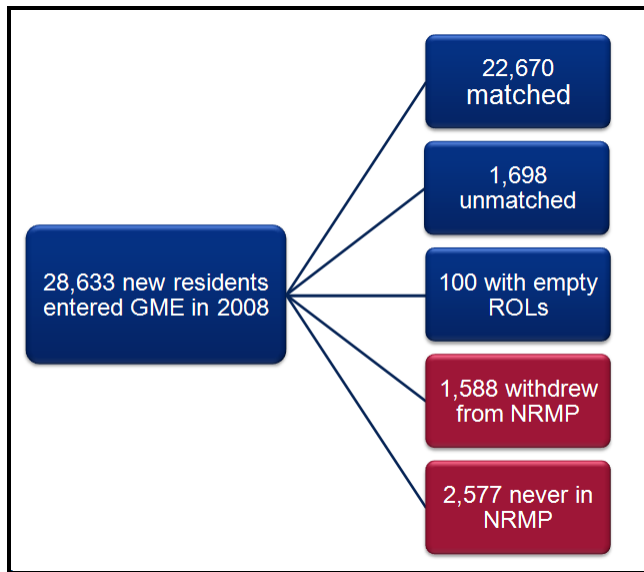 28,633 new residents
entered GME in 2008
22,670
matched
1,698
unmatched
100 with empty
ROLs
1,588 withdrew
from NRMP
2,577 never in
NRMP